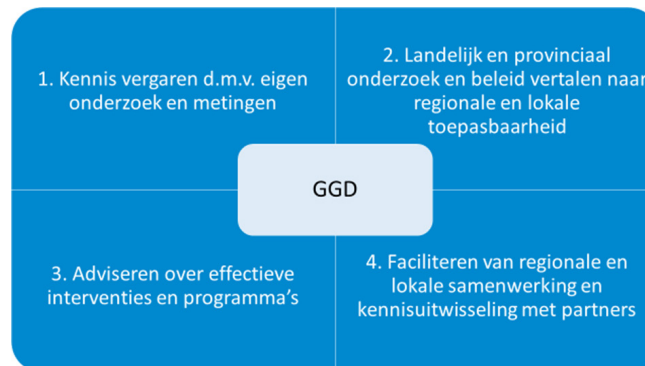 1. Kennis vergaren d.m.v. eigen
onderzoek en metingen
2. Landelijk en provinciaal
onderzoek en beleid vertalen naar
regionale en lokale
toepasbaarheid
GGD
3. Adviseren over effectieve
interventies en programma's
4. Faciliteren van regionale en
lokale samenwerking en
kennisuitwisseling met partners